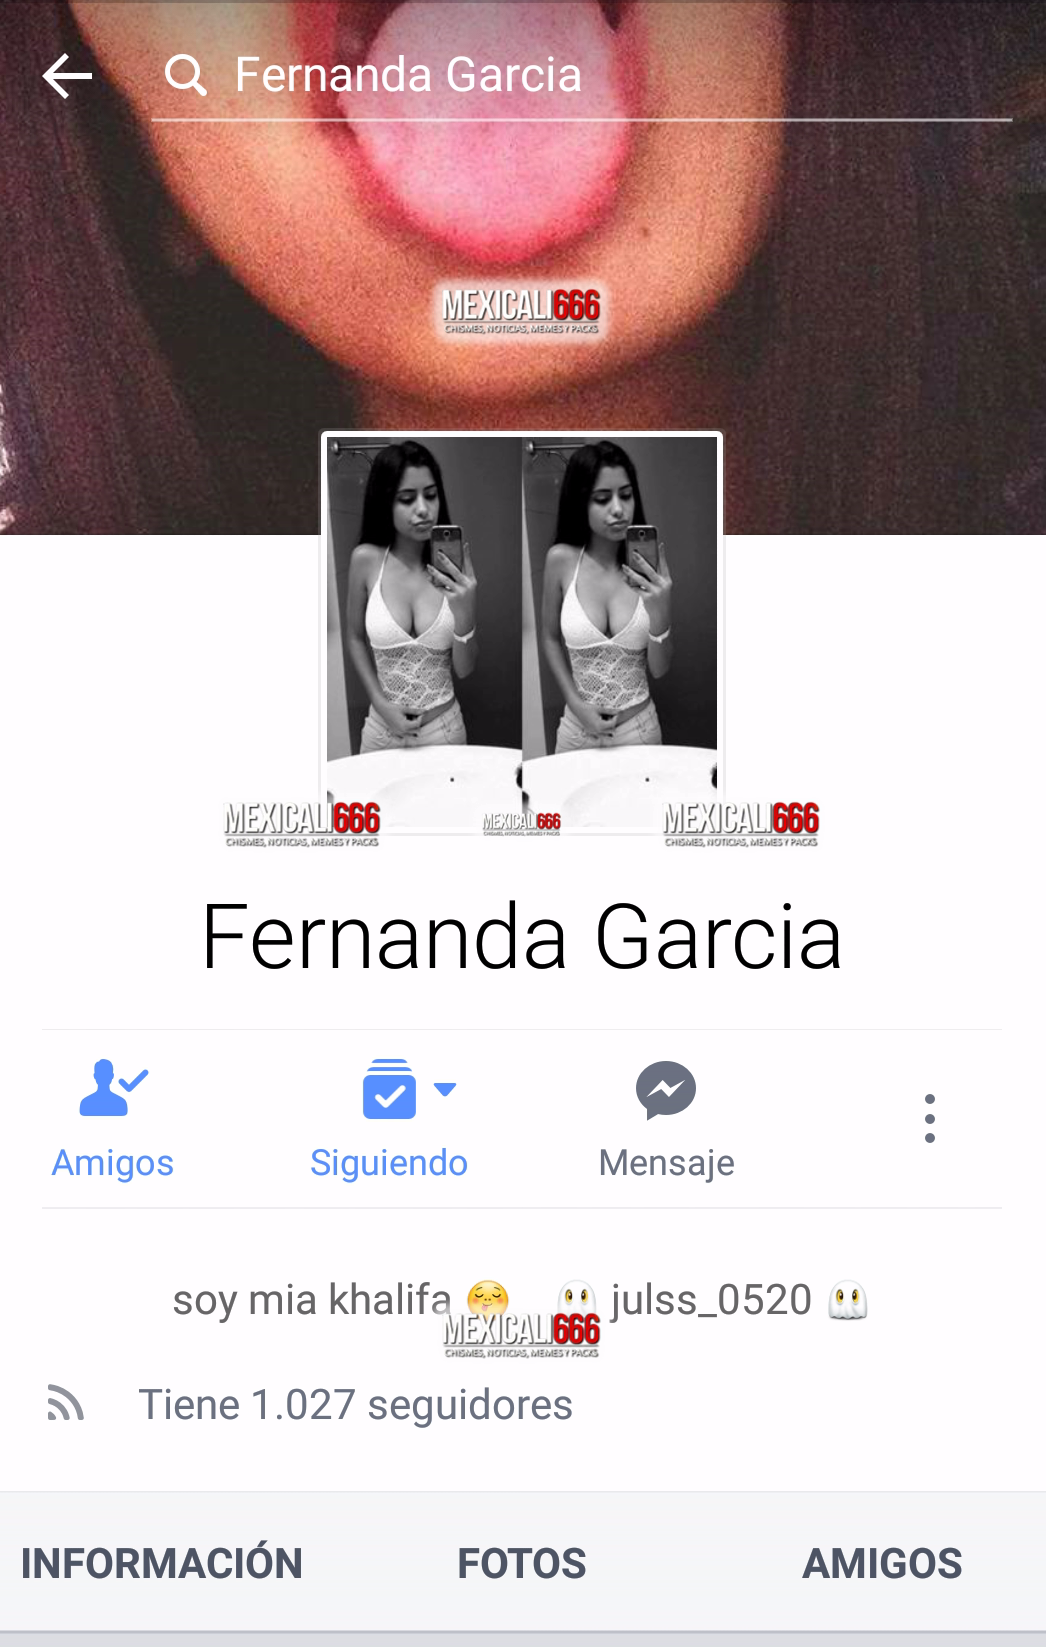 Fernanda Garcia
MEXICALI666
CHISMES, NOTICIAS, MEMES Y PACKS
MEXICALI666
CHISMES, NOTICIAS, MEMES Y PACKS
MEXICALI666
CHISMES, NOTICIAS, MEMES Y PACKS
MEXICALI666
CHISMES, NOTICIAS, MEMES Y PACKS
Fernanda Garcia
Amigos
Siguiendo
Mensaje
soy mia khalifa 😋 👻 julss_0520 👻
MEXICALI666
CHISMES, NOTICIAS, MEMES Y PACKS
Tiene 1.027 seguidores
INFORMACIÓN
FOTOS
AMIGOS